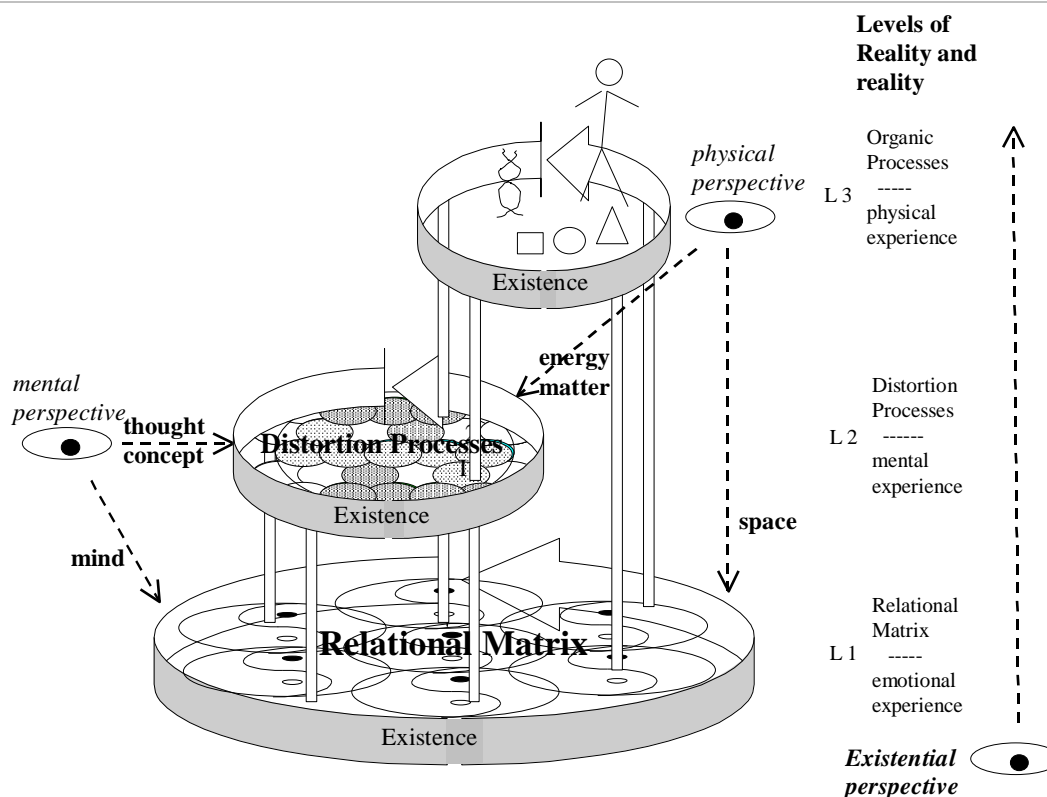 Levels of
Reality and
reality
Organic
Processes
-----
physical
experience
L 3
physical
perspective
Existence
energy
matter
mental
perspective
thought
concept
Distortion Processes
1
Existence
Distortion
Processes
------
mental
experience
L 2
mind
space
Relational Matrix
Existence
Relational
Matrix
-----
emotional
experience
L 1
Existential
perspective